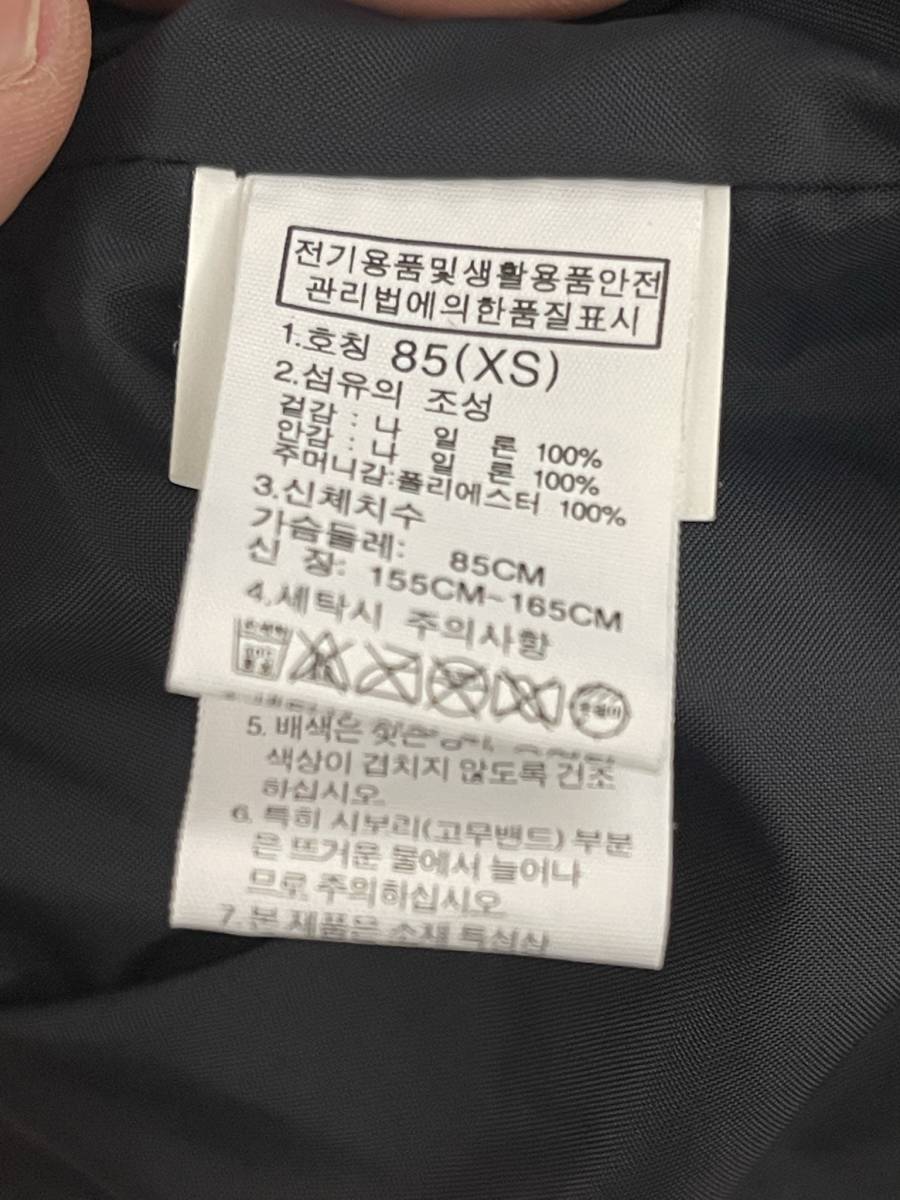 전기용품및생활용품안전
관리법에의한품질표시
1.호칭 85(XS)
2.섬유의 조성
겉감 : 나 일 론 100%
안감 : 나 일 론 100%
주머니감:폴리에스터 100%
3.신체치수
가슴둘레: 85CM
신 장: 155CM~165CM
4.세탁시 주의사항
5. 배색은 젖은
색상이 겹치지 않도록 건조
하십시오.
6. 특히 시보리(고무밴드) 부분
은 뜨거운 물에서 늘어나
므로 주의하십시오.
7. 본 제품은 소재 특성상